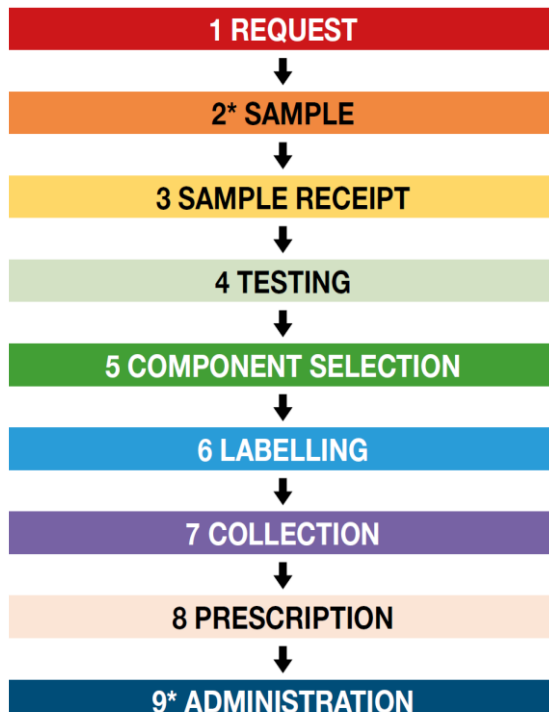 1 REQUEST
2* SAMPLE
3 SAMPLE RECEIPT
4 TESTING
5 COMPONENT SELECTION
6 LABELLING
7 COLLECTION
8 PRESCRIPTION
9* ADMINISTRATION